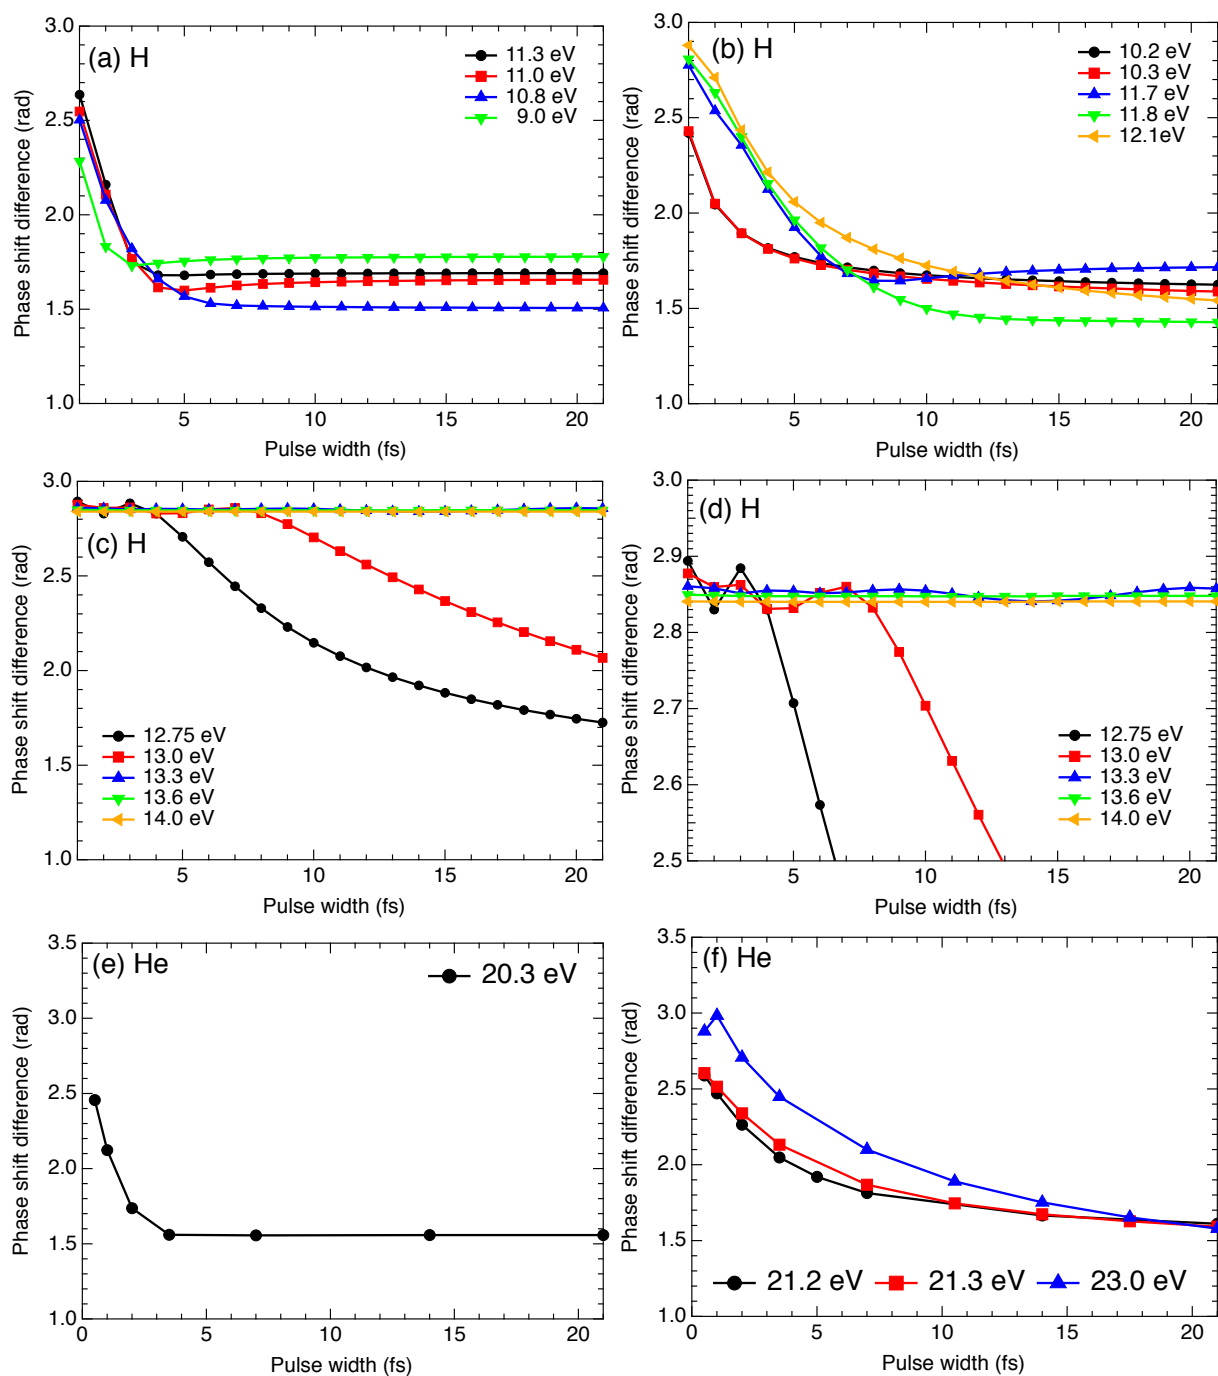 (a) H
11.3 eV
11.0 eV
10.8 eV
9.0 eV
Phase shift difference (rad)
3.0
2.5
2.0
1.5
1.0
5
10
15
20
Pulse width (fs)
(b) H
10.2 eV
10.3 eV
11.7 eV
11.8 eV
12.1eV
Phase shift difference (rad)
3.0
2.5
2.0
1.5
1.0
5
10
15
20
Pulse width (fs)
(c) H
12.75 eV
13.0 eV
13.3 eV
13.6 eV
14.0 eV
Phase shift difference (rad)
3.0
2.5
2.0
1.5
1.0
5
10
15
20
Pulse width (fs)
(d) H
12.75 eV
13.0 eV
13.3 eV
13.6 eV
14.0 eV
Phase shift difference (rad)
3.0
2.9
2.8
2.7
2.6
2.5
5
10
15
20
Pulse width (fs)
(e) He
20.3 eV
Phase shift difference (rad)
3.5
3.0
2.5
2.0
1.5
1.0
0
5
10
15
20
Pulse width (fs)
(f) He
21.2 eV
21.3 eV
23.0 eV
Phase shift difference (rad)
3.5
3.0
2.5
2.0
1.5
1.0
0
5
10
15
20
Pulse width (fs)